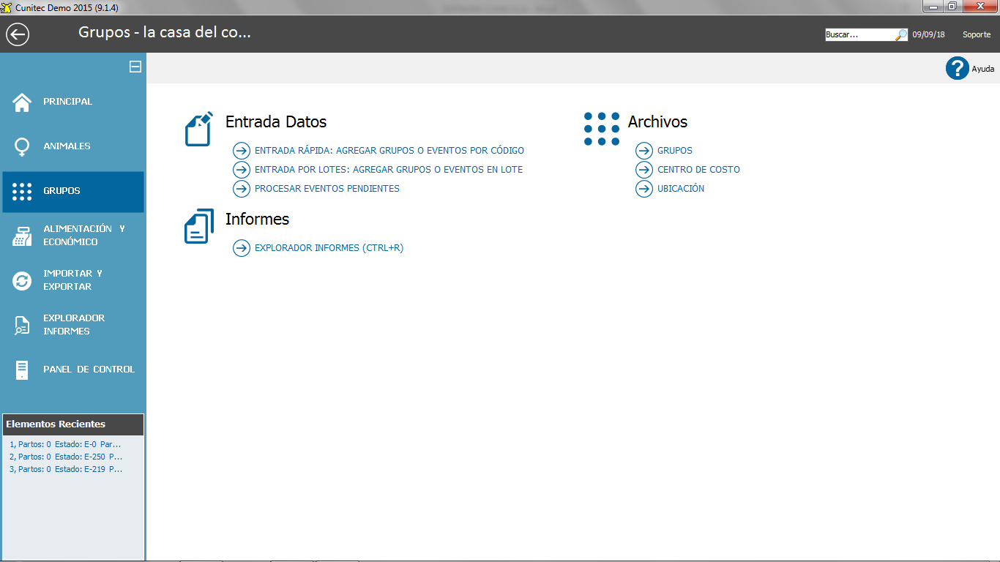 Cunitec Demo 2015 (9.1.4)
Grupos - la casa del co...
Buscar...
09/09/18
Soporte
Ayuda
PRINCIPAL
ANIMALES
GRUPOS
ALIMENTACIÓN Y
ECONÓMICO
IMPORTAR Y
EXPORTAR
EXPLORADOR
INFORMES
PANEL DE CONTROL
Elementos Recientes
1, Partos: 0 Estado: E-0 Par...
2, Partos: 0 Estado: E-250 P...
3, Partos: 0 Estado: E-219 P...
Entrada Datos
ENTRADA RÁPIDA: AGREGAR GRUPOS O EVENTOS POR CÓDIGO
ENTRADA POR LOTES: AGREGAR GRUPOS O EVENTOS EN LOTE
PROCESAR EVENTOS PENDIENTES
Informes
EXPLORADOR INFORMES (CTRL+R)
Archivos
GRUPOS
CENTRO DE COSTO
UBICACIÓN